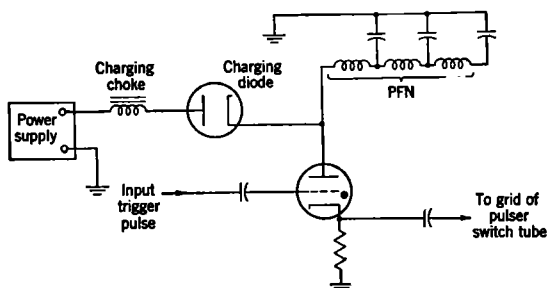 Charging
choke
Charging
diode
PFN
Power
supply
Input
trigger
pulse
To grid of
pulser
switch tube